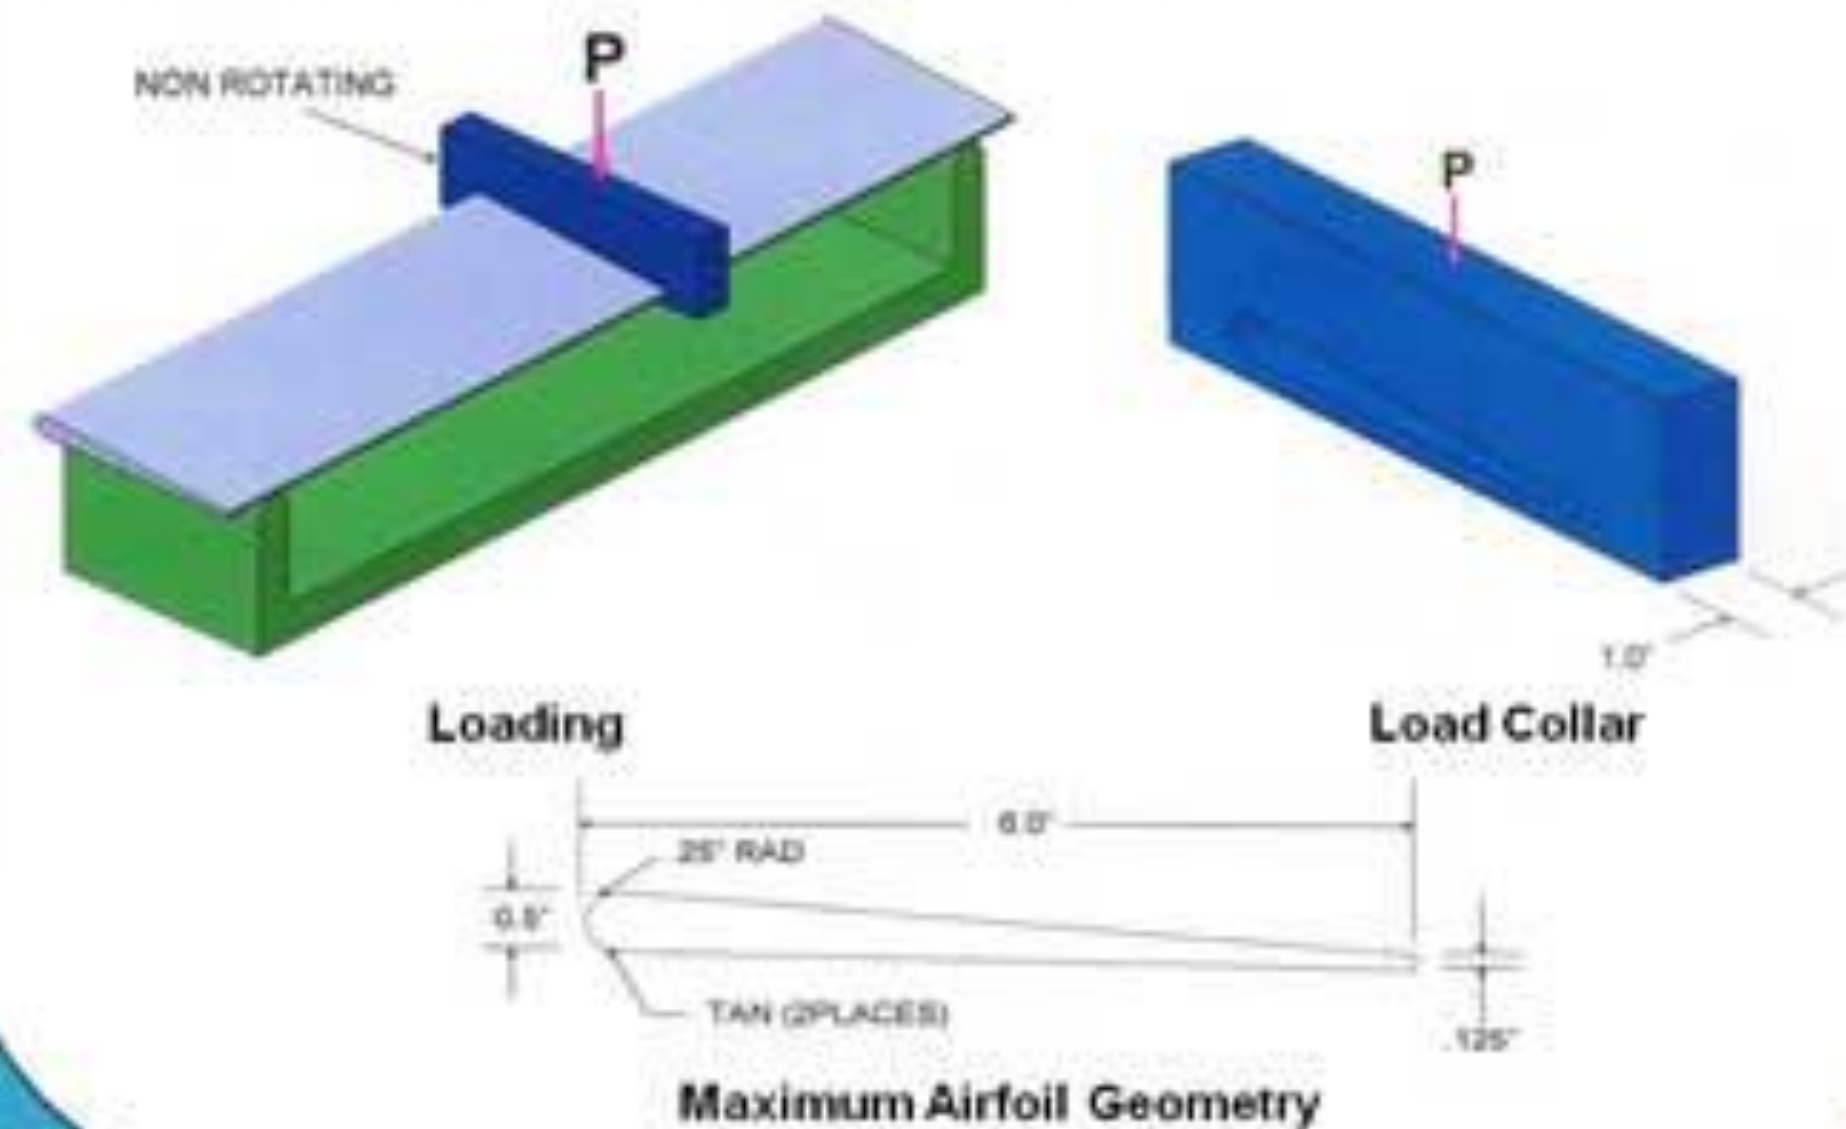 P
NON ROTATING
P
1.0"
Loading
Load Collar
6.0"
.25" RAD
0.5"
TAN (2PLACES)
.125"
Maximum Airfoil Geometry